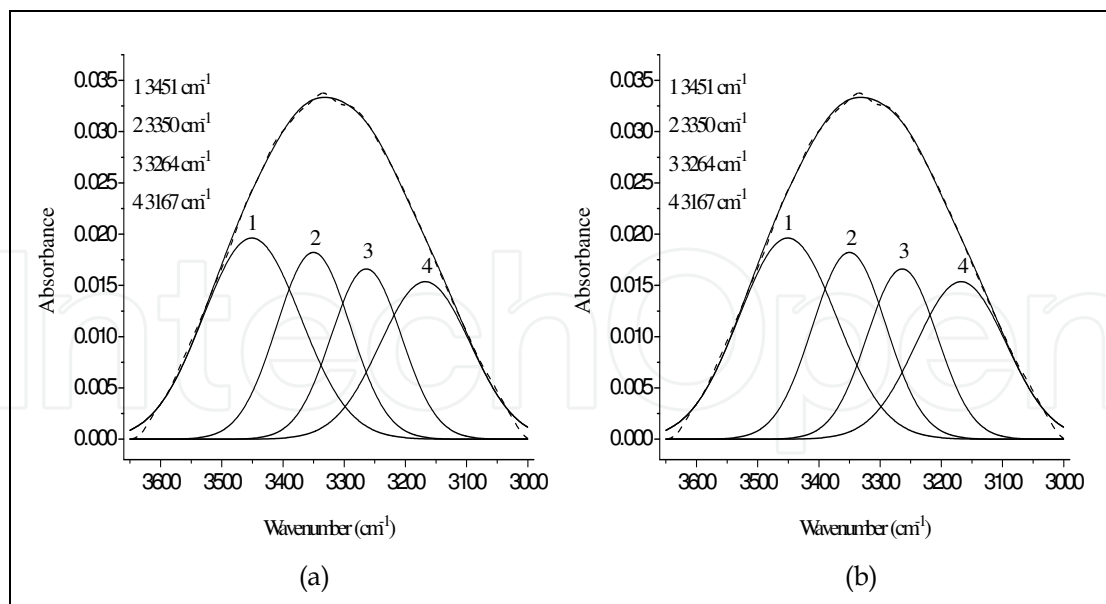 0.035
0.030
0.025
0.020
0.015
0.010
0.005
0.000
Absorbance
1 3451 cm-1
2 3350 cm-1
3 3264 cm-1
4 3167 cm-1
1
2
3
4
3600 3500 3400 3300 3200 3100 3000
Wavenumber (cm-1)
(a)
0.035
0.030
0.025
0.020
0.015
0.010
0.005
0.000
Absorbance
1 3451 cm-1
2 3350 cm-1
3 3264 cm-1
4 3167 cm-1
1
2
3
4
3600 3500 3400 3300 3200 3100 3000
Wavenumber (cm-1)
(b)
IntechOpen